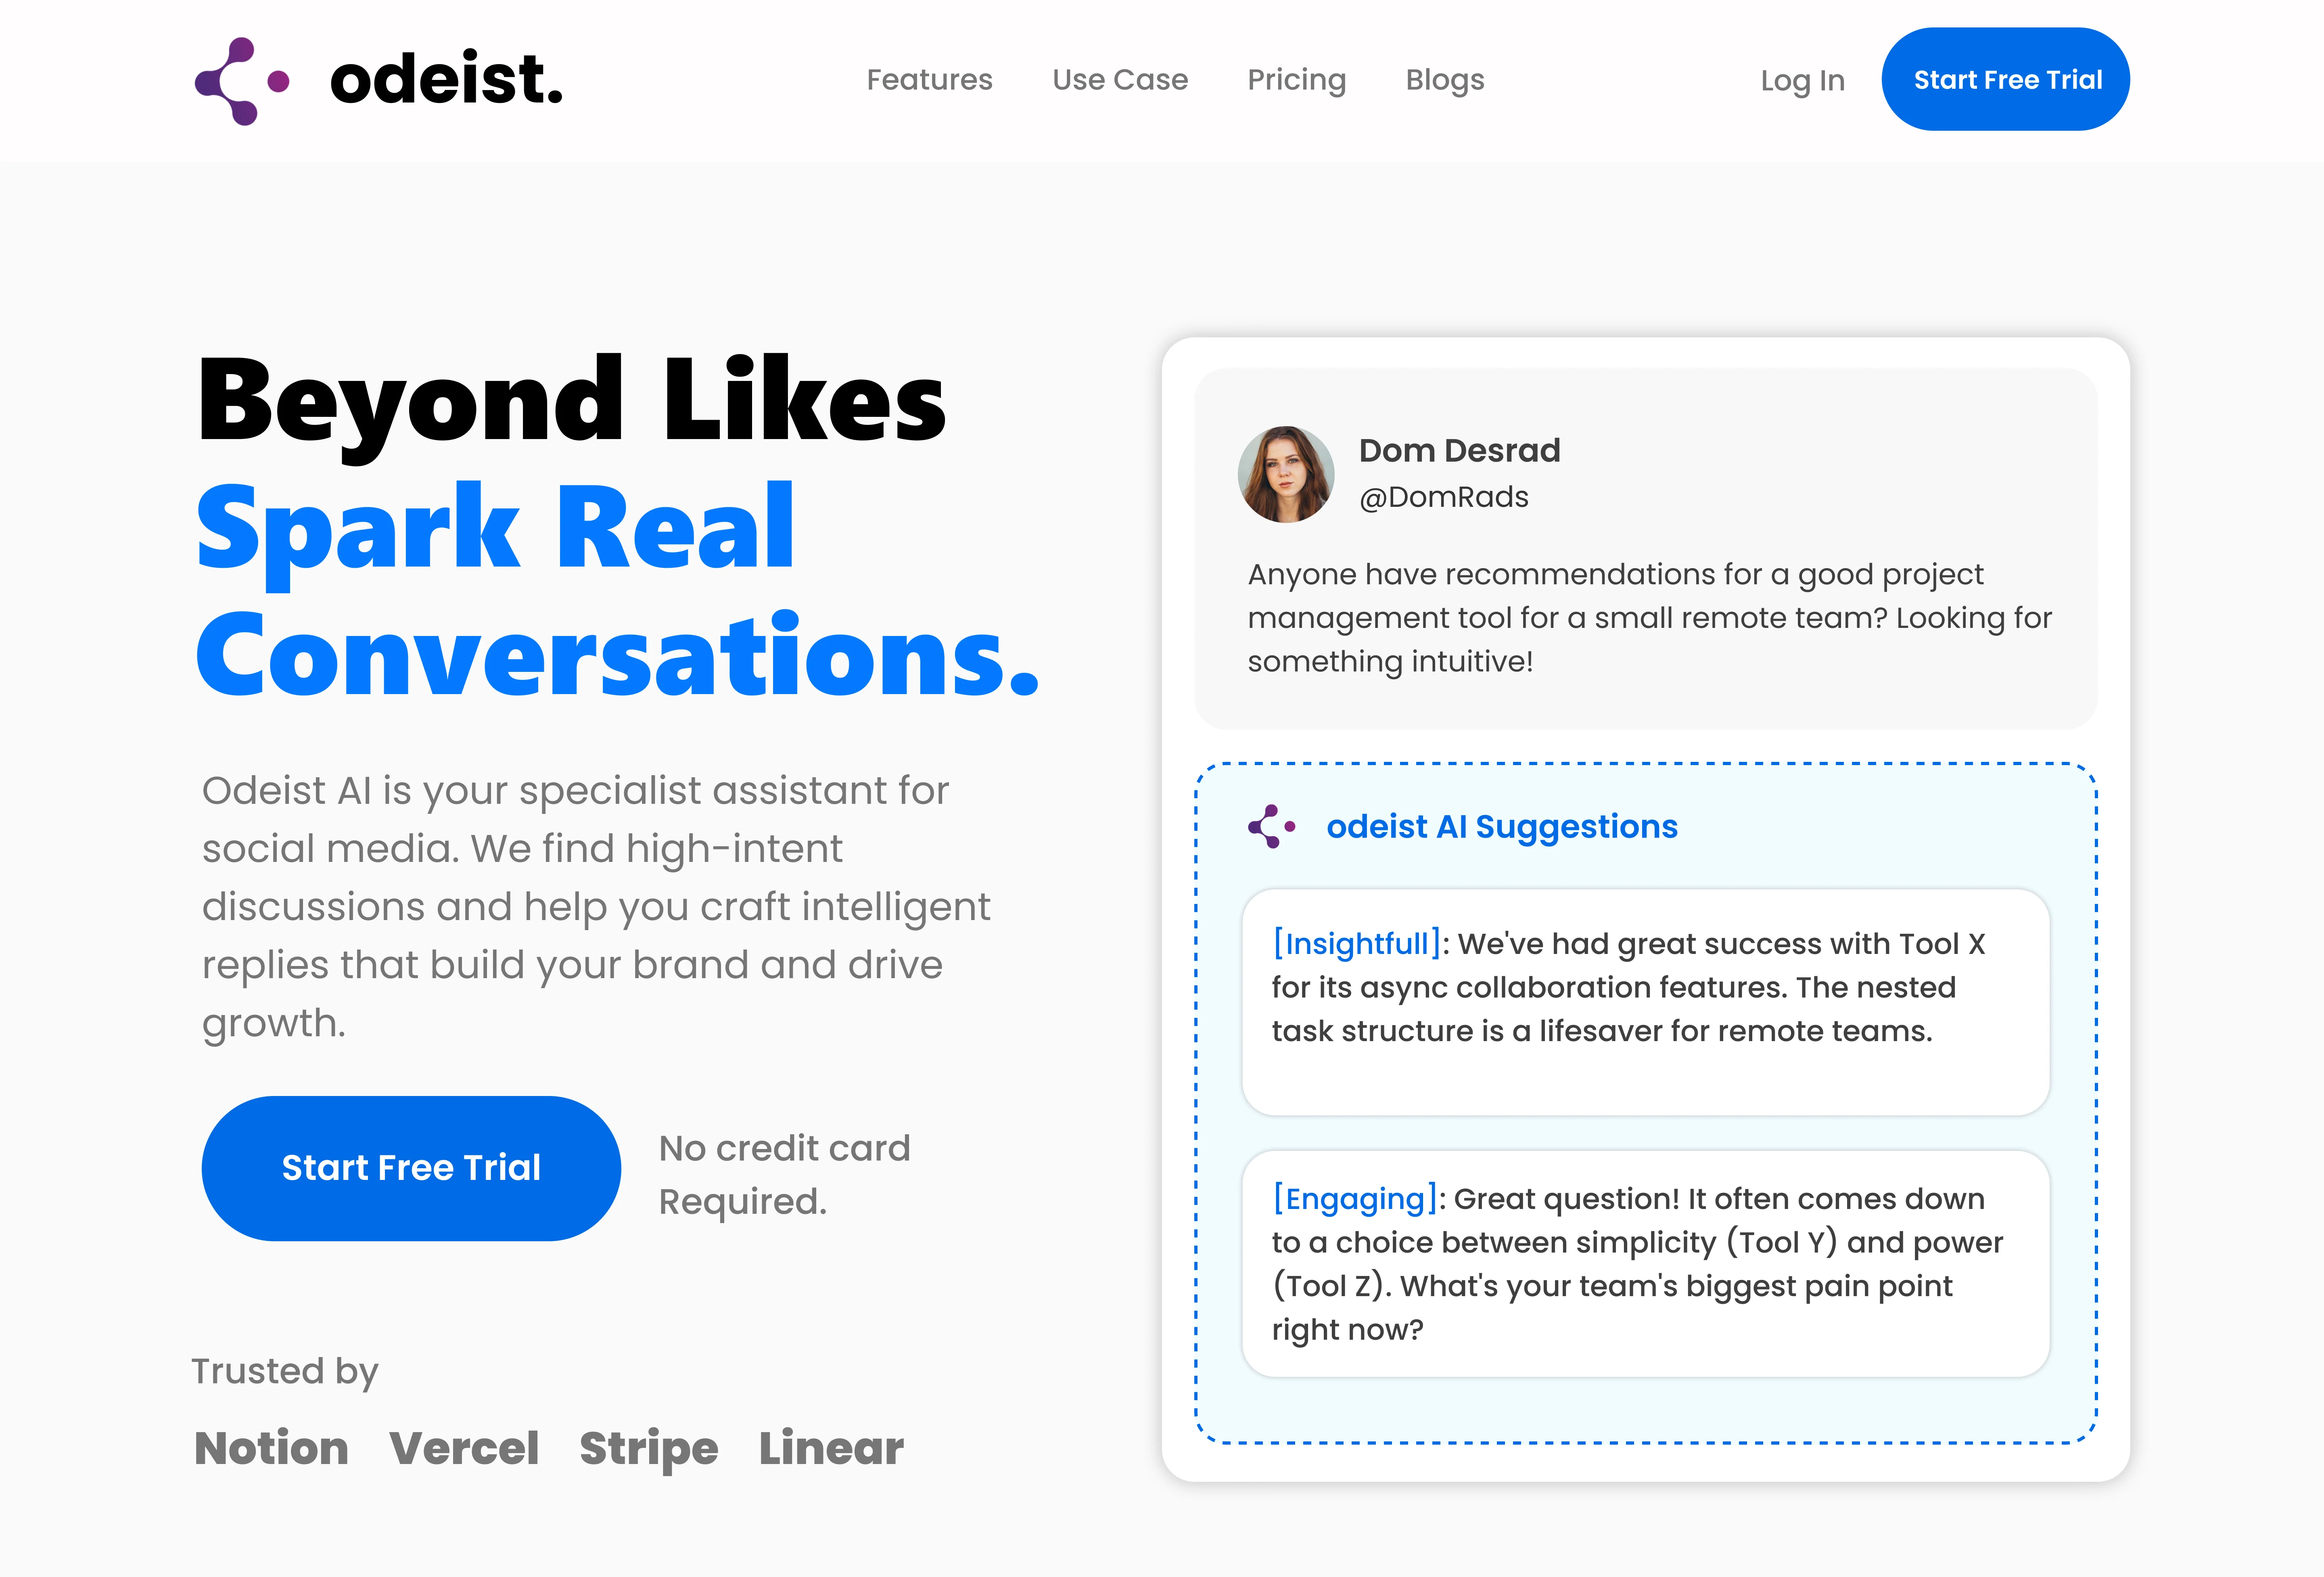 odeist.
Features
Use Case
Pricing
Blogs
Log In
Start Free Trial
Beyond Likes
Spark Real
Conversations.
Odeist AI is your specialist assistant for
social media. We find high-intent
discussions and help you craft intelligent
replies that build your brand and drive
growth.
Start Free Trial
No credit card
Required.
Trusted by
Notion Vercel Stripe Linear
Dom Desrad
@DomRads
Anyone have recommendations for a good project
management tool for a small remote team? Looking for
something intuitive!
odeist AI Suggestions
[Insightfull]: We've had great success with Tool X
for its async collaboration features. The nested
task structure is a lifesaver for remote teams.
[Engaging]: Great question! It often comes down
to a choice between simplicity (Tool Y) and power
(Tool Z). What's your team's biggest pain point
right now?